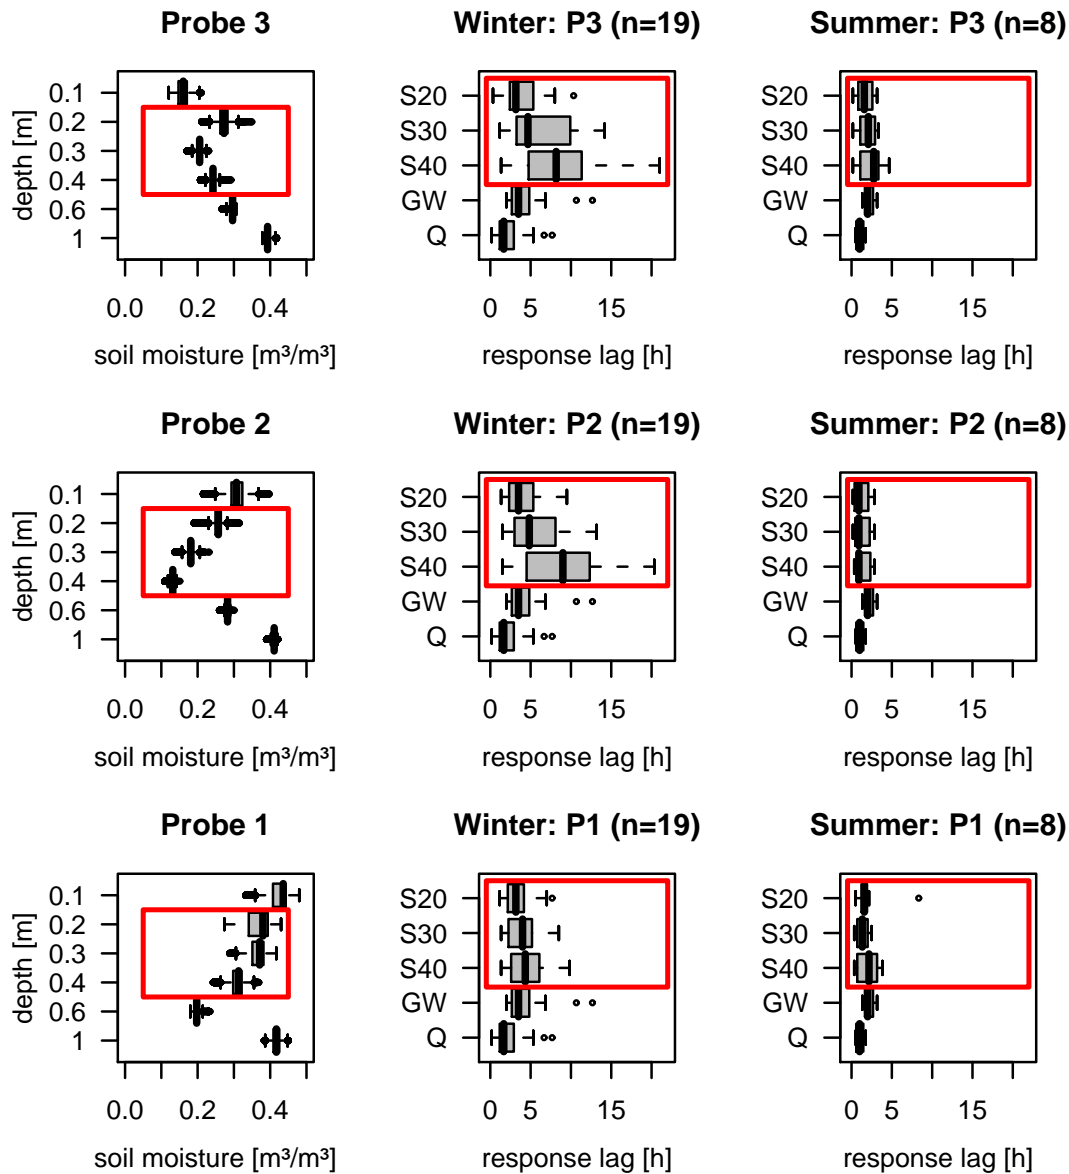 Probe 3
Winter: P3 (n=19)
Summer: P3 (n=8)
depth [m]
0.1
0.2
0.3
0.4
0.6
1
0.0 0.2 0.4
soil moisture [m³/m³]
S20
S30
S40
GW
Q
0 5 15
response lag [h]
S20
S30
S40
GW
Q
0 5 15
response lag [h]
Probe 2
Winter: P2 (n=19)
Summer: P2 (n=8)
depth [m]
0.1
0.2
0.3
0.4
0.6
1
0.0 0.2 0.4
soil moisture [m³/m³]
S20
S30
S40
GW
Q
0 5 15
response lag [h]
S20
S30
S40
GW
Q
0 5 15
response lag [h]
Probe 1
Winter: P1 (n=19)
Summer: P1 (n=8)
depth [m]
0.1
0.2
0.3
0.4
0.6
1
0.0 0.2 0.4
soil moisture [m³/m³]
S20
S30
S40
GW
Q
0 5 15
response lag [h]
S20
S30
S40
GW
Q
0 5 15
response lag [h]